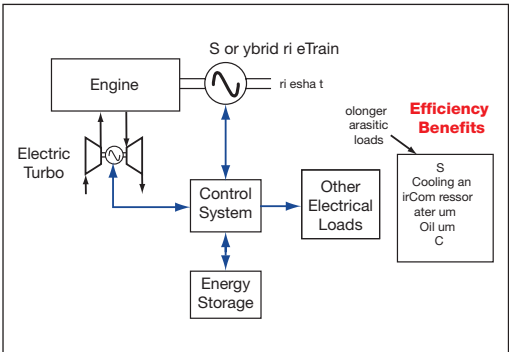 S or ybrid ri eTrain
Engine
ri esha t
Electric
Turbo
Control
System
Other
Electrical
Loads
Energy
Storage
olonger
arasitic
loads
Efficiency
Benefits
S
Cooling an
irCom ressor
ater um
Oil um
C